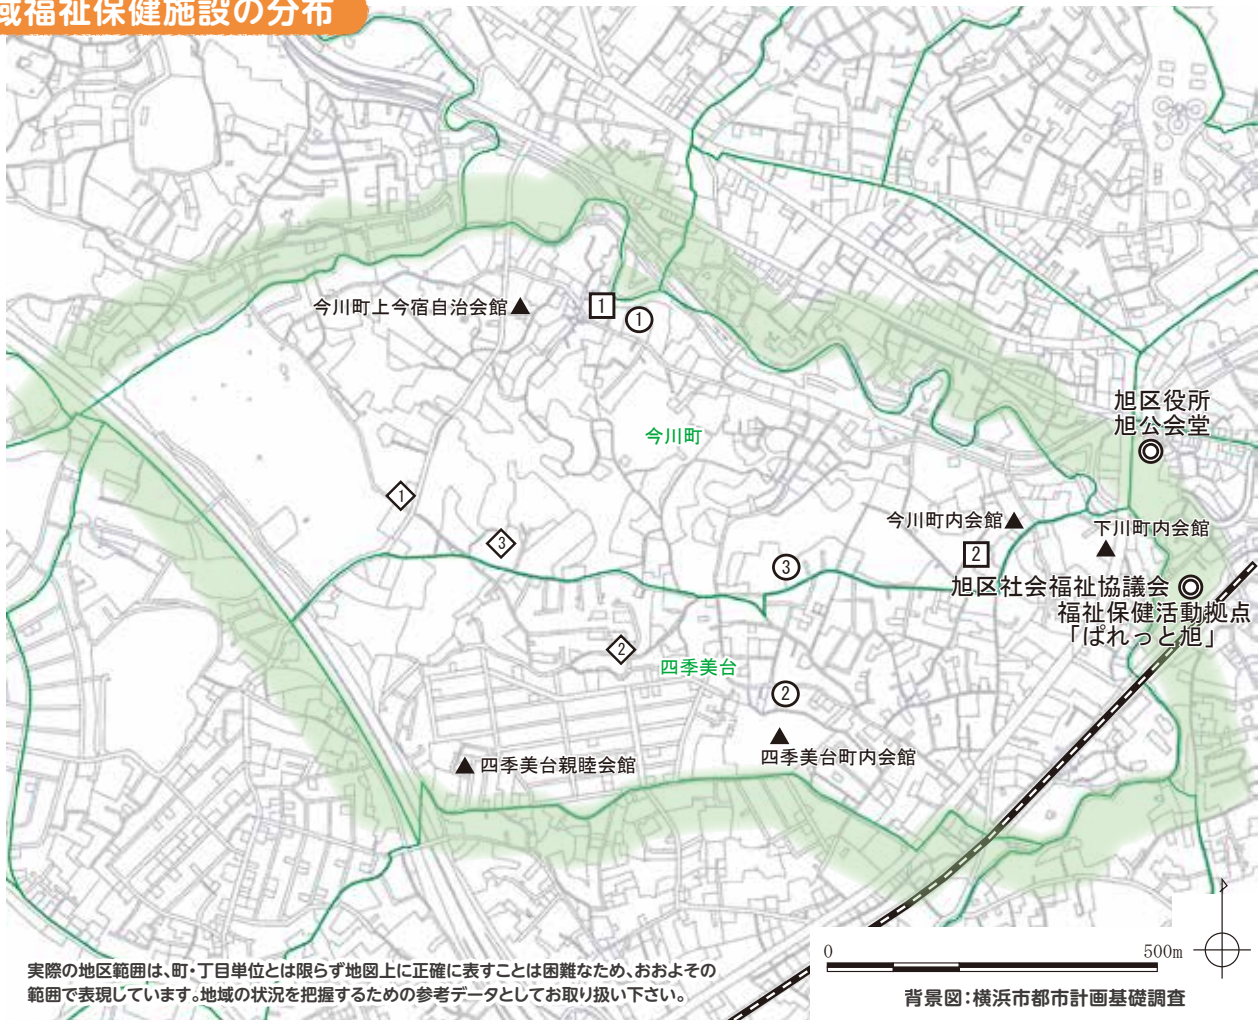 域福祉保健施設の分布
今川町上今宿自治会館
1
1
今川町
旭区役所
旭公会堂
1
3
今川町内会館
下川町内会館
2
3
旭区社会福祉協議会
福祉保健活動拠点
「ぱれっと旭」
2
四季美台
2
四季美台町内会館
四季美台親睦会館
実際の地区範囲は、町・丁目単位とは限らず地図上に正確に表すことは困難なため、おおよその
範囲で表現しています。地域の状況を把握するための参考データとしてお取り扱い下さい。
0 500m
背景図:横浜市都市計画基礎調査